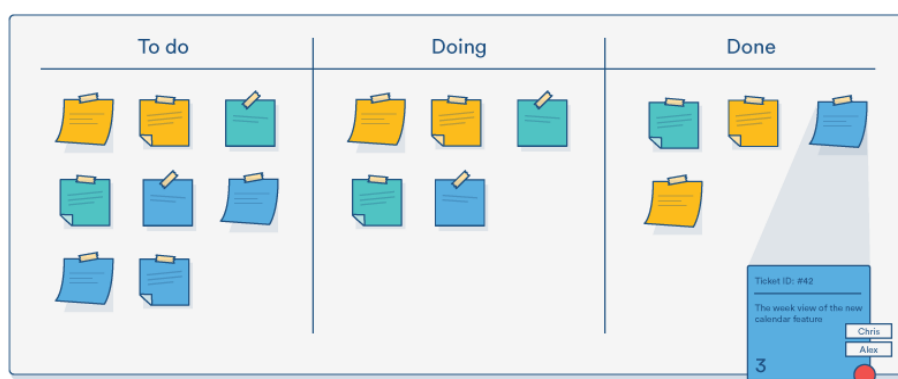 To do
Doing
Done
Ticket ID: #42
The week view of the new
calendar feature
Chris
Alex
3